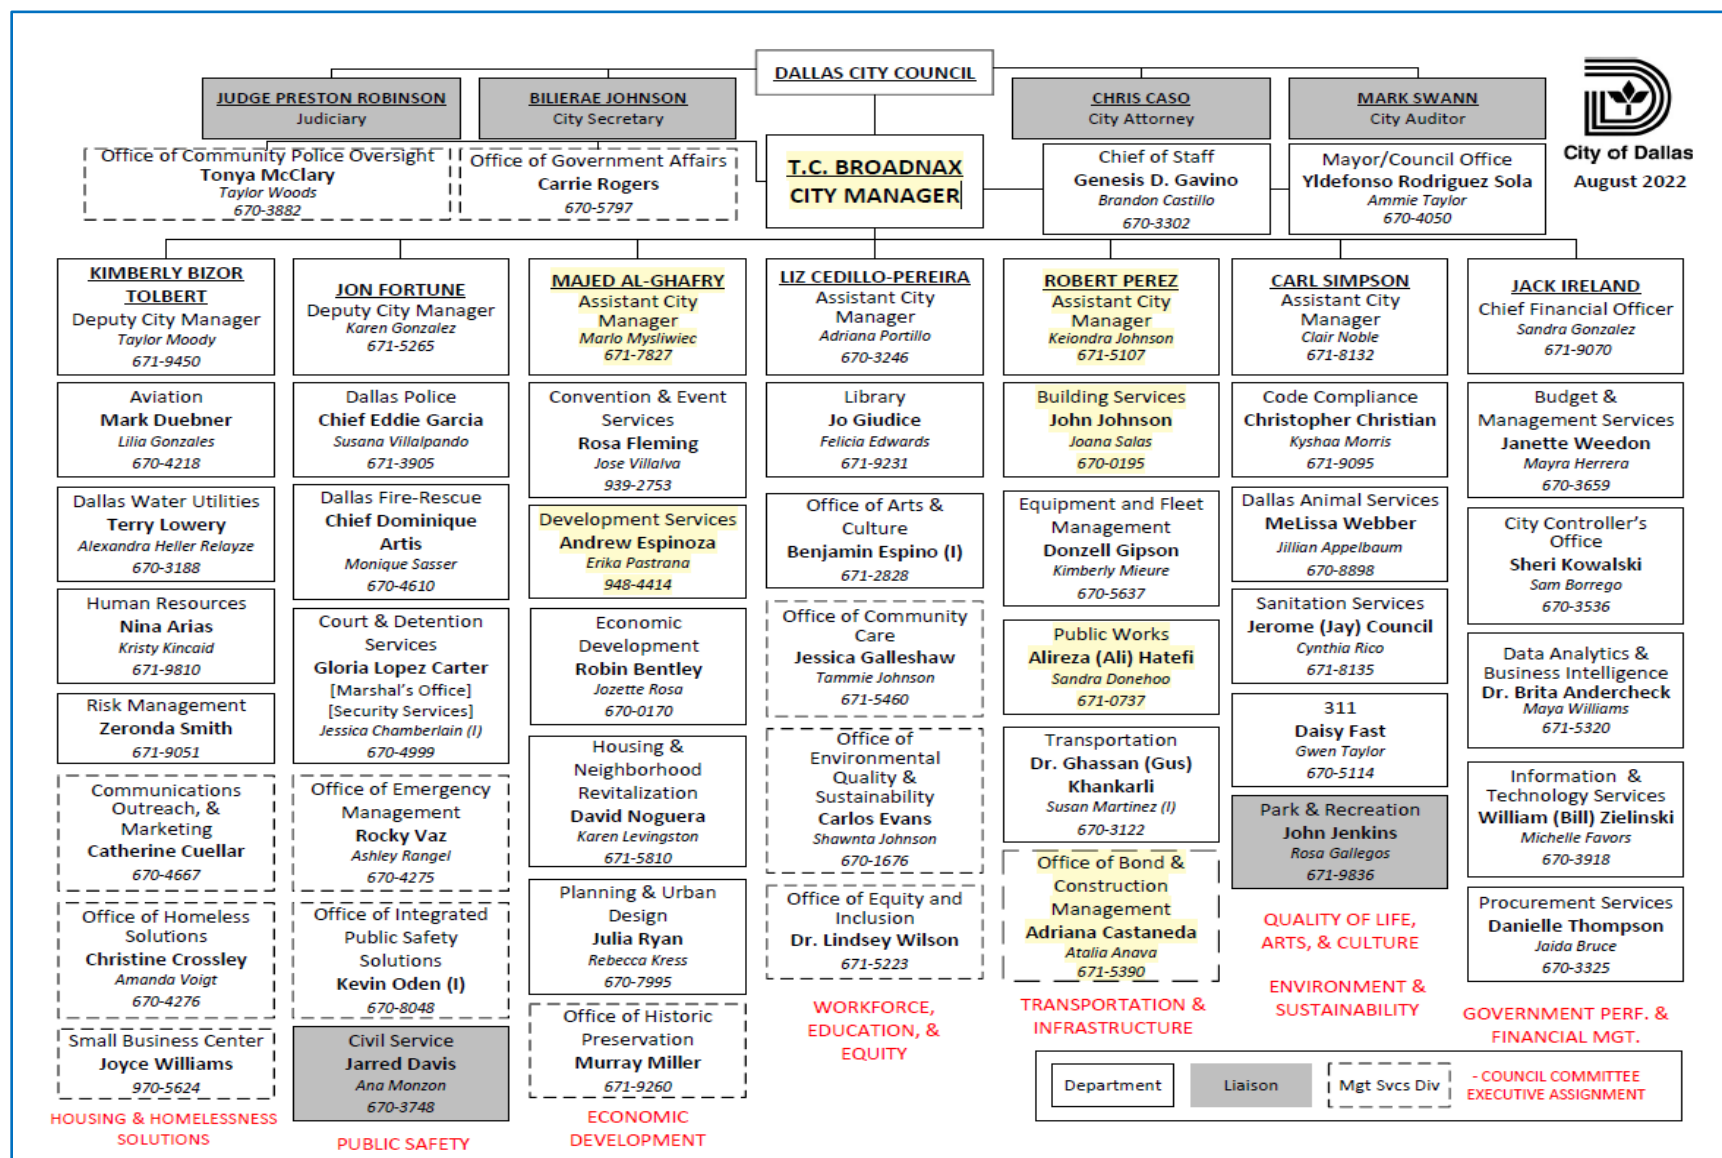 DALLAS CITY COUNCIL
JUDGE PRESTON ROBINSON
Judiciary
BILIERAE JOHNSON
City Secretary
CHRIS CASO
City Attorney
MARK SWANN
City Auditor
City of Dallas
August 2022
Office of Community Police Oversight
Tonya McClary
Taylor Woods
670-3882
Office of Government Affairs
Carrie Rogers
670-5797
T.C. BROADNAX
CITY MANAGER
Chief of Staff
Genesis D. Gavino
Brandon Castillo
670-3302
Mayor/Council Office
Yldefonso Rodriguez Sola
Ammie Taylor
670-4050
KIMBERLY BIZOR
TOLBERT
Deputy City Manager
Taylor Moody
671-9450
Aviation
Mark Duebner
Lilia Gonzales
670-4218
Dallas Water Utilities
Terry Lowery
Alexandra Heller Relayze
670-3188
Human Resources
Nina Arias
Kristy Kincaid
671-9810
Risk Management
Zeronda Smith
671-9051
Communications
Outreach, &
Marketing
Catherine Cuellar
670-4667
Office of Homeless
Solutions
Christine Crossley
Amanda Voigt
670-4276
Small Business Center
Joyce Williams
970-5624
HOUSING & HOMELESSNESS
SOLUTIONS
JON FORTUNE
Deputy City Manager
Karen Gonzalez
671-5265
Dallas Police
Chief Eddie Garcia
Susana Villalpando
671-3905
Dallas Fire-Rescue
Chief Dominique
Artis
Monique Sasser
670-4610
Court & Detention
Services
Gloria Lopez Carter
[Marshal's Office]
[Security Services]
Jessica Chamberlain (I)
670-4999
Office of Emergency
Management
Rocky Vaz
Ashley Rangel
670-4275
Office of Integrated
Public Safety
Solutions
Kevin Oden (I)
670-8048
Civil Service
Jarred Davis
Ana Monzon
670-3748
PUBLIC SAFETY
MAJED AL-GHAFRY
Assistant City
Manager
Marlo Mysliwiec
671-7827
Convention & Event
Services
Rosa Fleming
Jose Villalva
939-2753
Development Services
Andrew Espinoza
Erika Pastrana
948-4414
Economic
Development
Robin Bentley
Jozette Rosa
670-0170
Housing &
Neighborhood
Revitalization
David Noguera
Karen Levingston
671-5810
Planning & Urban
Design
Julia Ryan
Rebecca Kress
670-7995
Office of Historic
Preservation
Murray Miller
671-9260
ECONOMIC
DEVELOPMENT
LIZ CEDILLO-PEREIRA
Assistant City
Manager
Adriana Portillo
670-3246
Library
Jo Giudice
Felicia Edwards
671-9231
Office of Arts &
Culture
Benjamin Espino (I)
671-2828
Office of Community
Care
Jessica Galleshaw
Tammie Johnson
671-5460
Office of
Environmental
Quality &
Sustainability
Carlos Evans
Shawnta Johnson
670-1676
Office of Equity and
Inclusion
Dr. Lindsey Wilson
671-5223
WORKFORCE,
EDUCATION, &
EQUITY
ROBERT PEREZ
Assistant City
Manager
Keiondra Johnson
671-5107
Building Services
John Johnson
Joana Salas
670-0195
Equipment and Fleet
Management
Donzell Gipson
Kimberly Mieure
670-5637
Public Works
Alireza (Ali) Hatefi
Sandra Donehoo
671-0737
Transportation
Dr. Ghassan (Gus)
Khankarli
Susan Martinez (I)
670-3122
Office of Bond &
Construction
Management
Adriana Castaneda
Atalia Anava
671-5390
TRANSPORTATION &
INFRASTRUCTURE
CARL SIMPSON
Assistant City
Manager
Clair Noble
671-8132
Code Compliance
Christopher Christian
Kyshaa Morris
671-9095
Dallas Animal Services
MeLissa Webber
Jillian Appelbaum
670-8898
Sanitation Services
Jerome (Jay) Council
Cynthia Rico
671-8135
311
Daisy Fast
Gwen Taylor
670-5114
Park & Recreation
John Jenkins
Rosa Gallegos
671-9836
QUALITY OF LIFE,
ARTS, & CULTURE
ENVIRONMENT &
SUSTAINABILITY
JACK IRELAND
Chief Financial Officer
Sandra Gonzalez
671-9070
Budget &
Management Services
Janette Weedon
Mayra Herrera
670-3659
City Controller's
Office
Sheri Kowalski
Sam Borrego
670-3536
Data Analytics &
Business Intelligence
Dr. Brita Andercheck
Maya Williams
671-5320
Information &
Technology Services
William (Bill) Zielinski
Michelle Favors
670-3918
Procurement Services
Danielle Thompson
Jaida Bruce
670-3325
GOVERNMENT PERF. &
FINANCIAL MGT.
Department
Liaison
Mgt Svcs Div
- COUNCIL COMMITTEE
EXECUTIVE ASSIGNMENT